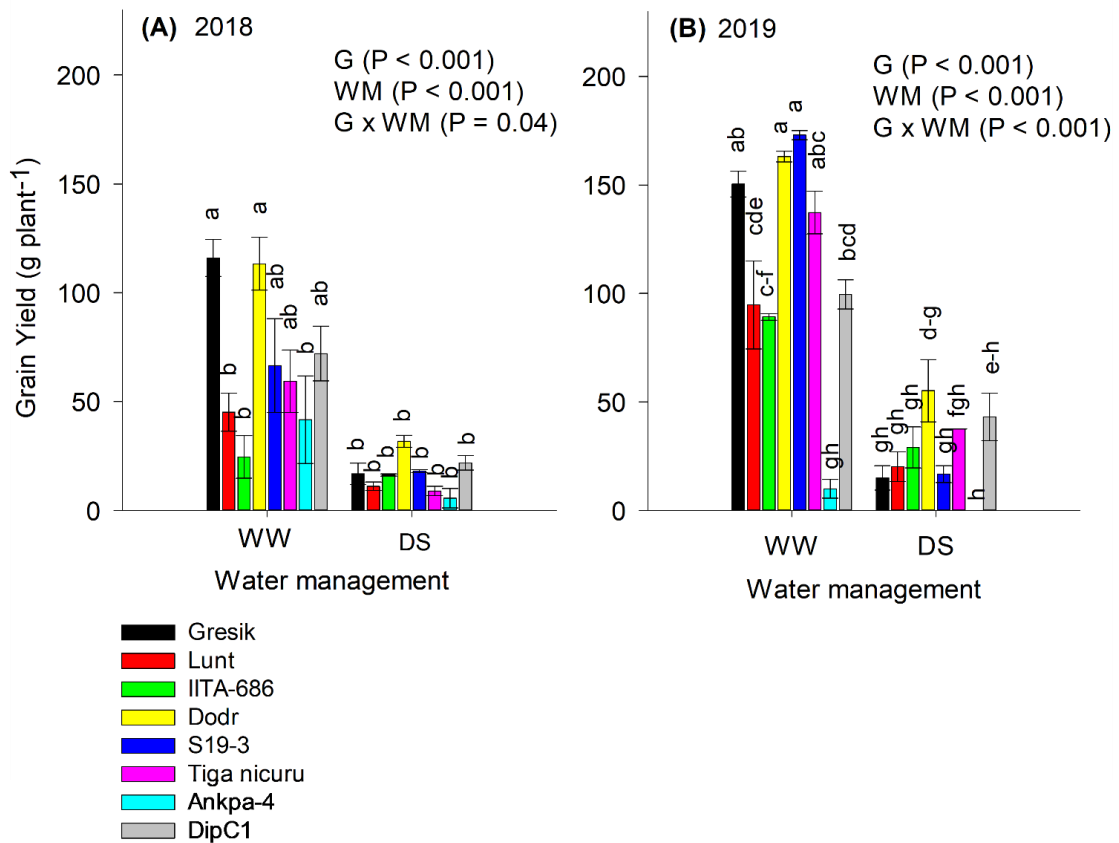 (A) 2018
G (P < 0.001)
WM (P < 0.001)
G x WM (P = 0.04)
Grain Yield (g plant⁻¹)
200
150
100
50
0
a
b
b
a
ab
ab
b
ab
b
b
b
b
b
b
b
b
WW
DS
Water management
(B) 2019
G (P < 0.001)
WM (P < 0.001)
G x WM (P < 0.001)
200
150
100
50
0
ab
cde
c-f
a
a
abc
gh
bcd
gh
gh
gh
d-g
gh
fgh
h
e-h
WW
DS
Water management
Gresik
Lunt
IITA-686
Dodr
S19-3
Tiga nicuru
Ankpa-4
DipC1